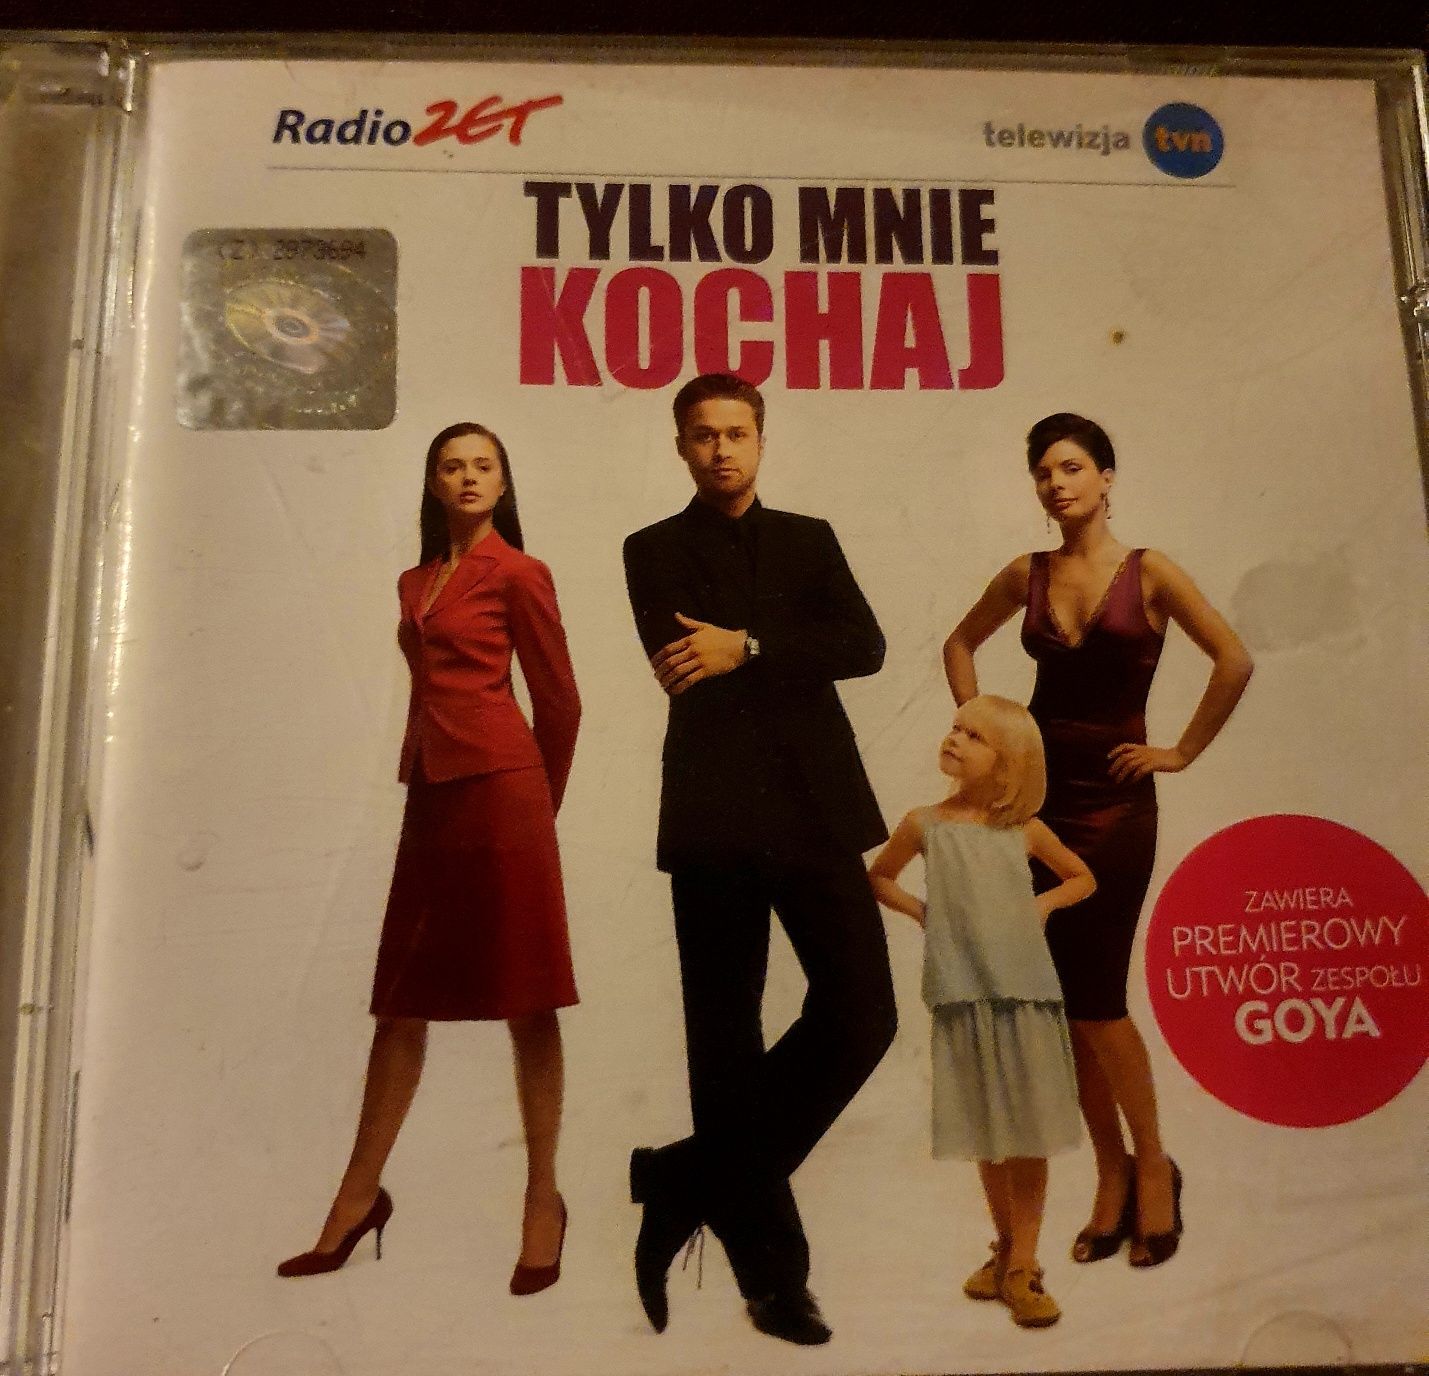 Radio ZET
telewizja tvn
TYLKO MNIE
KOCHAJ
ZAWIERA
PREMIEROWY
UTWÓR ZESPOŁU
GOYA